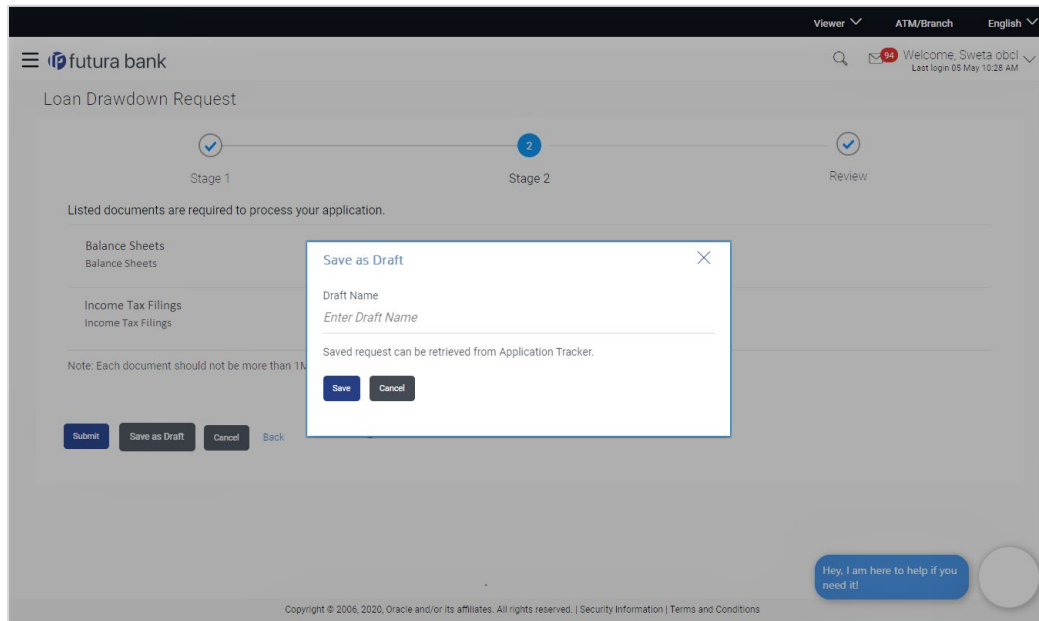 Viewer ATM/Branch English
futura bank
94 Welcome, Sweta obcl
Last login 05 May 10:28 AM
Loan Drawdown Request
2
Stage 1 Stage 2 Review
Listed documents are required to process your application.
Balance Sheets
Balance Sheets
Income Tax Filings
Income Tax Filings
Note: Each document should not be more than
Save as Draft
Draft Name
Enter Draft Name
Saved request can be retrieved from Application Tracker.
Save Cancel
Submit Save as Draft Cancel Back
Hey, I am here to help if you
need it!
Copyright © 2006, 2020, Oracle and/or its affiliates. All rights reserved. | Security Information | Terms and Conditions